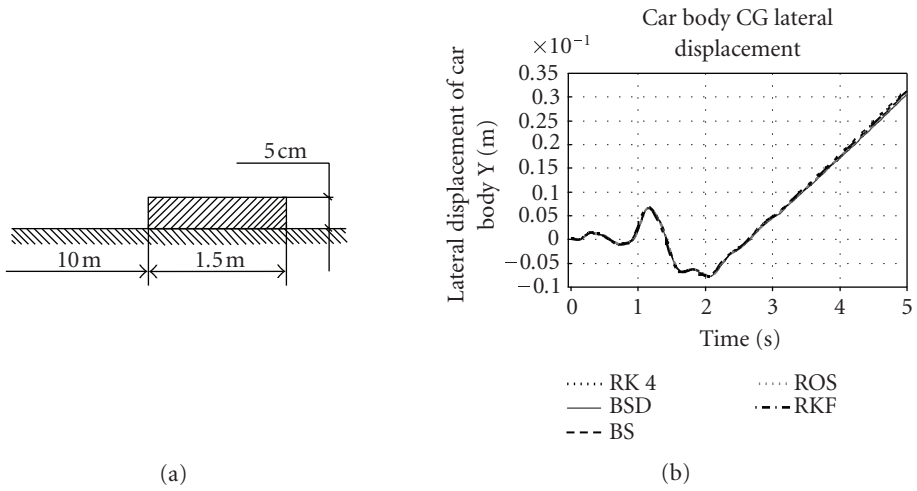 5 cm
10 m
1.5 m
(a)
Car body CG lateral
displacement
×10−1
Lateral displacement of car
body Y (m)
0.35
0.3
0.25
0.2
0.15
0.1
0.05
0
−0.05
−0.1
0 1 2 3 4 5
Time (s)
RK 4
BSD
BS
ROS
RKF
(b)